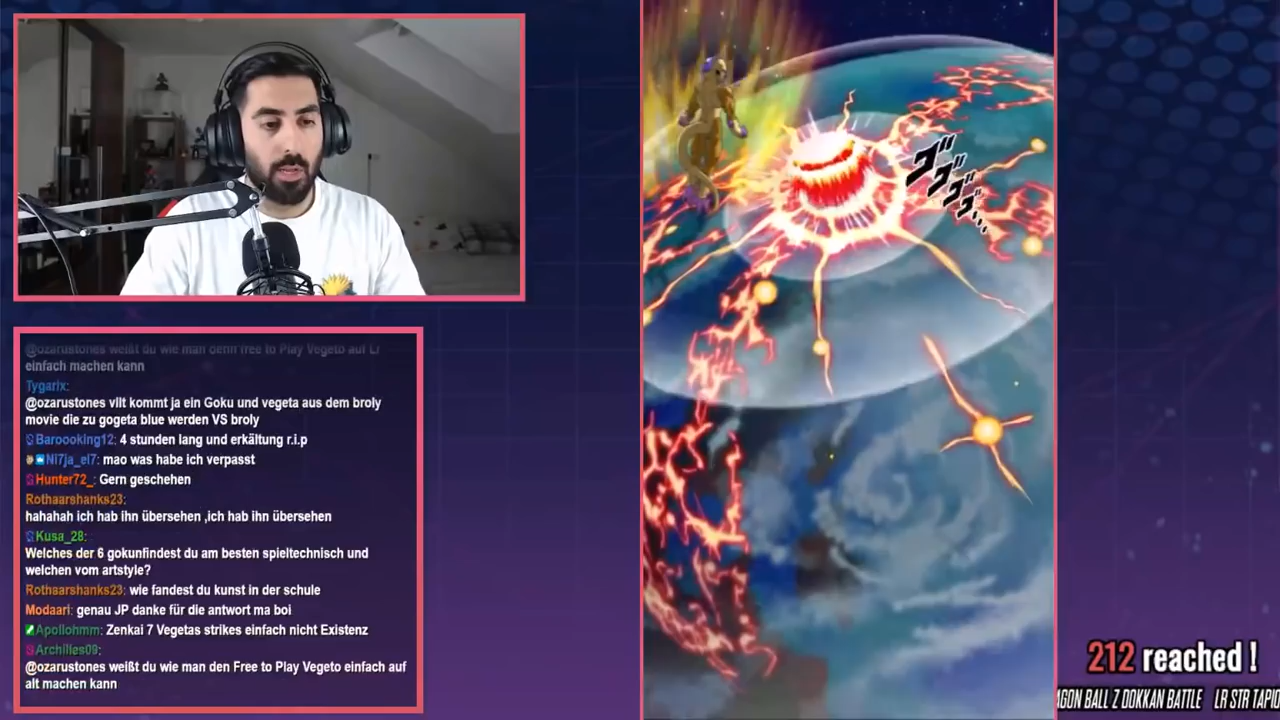 @ozarustones weißt du wie man denn free to Play Vegeto auf Lr
einfach machen kann
Tygarix:
@ozarustones vllt kommt ja ein Goku und vegeta aus dem broly
movie die zu gogeta blue werden VS broly
Baroooking12: 4 stunden lang und erkältung r.i.p
Ni7ja_el7: mao was habe ich verpasst
Hunter72_: Gern geschehen
Rothaarshanks23:
hahahah ich hab ihn übersehen ,ich hab ihn übersehen
Kusa_28:
Welches der 6 gokunfindest du am besten spieltechnisch und
welchen vom artstyle?
Rothaarshanks23: wie fandest du kunst in der schule
Modaari: genau JP danke für die antwort ma boi
Apollohmm: Zenkai 7 Vegetas strikes einfach nicht Existenz
Archilles09:
@ozarustones weißt du wie man den Free to Play Vegeto einfach auf
alt machen kann
ゴゴゴゴ...
212 reached !
AGON BALL Z DOKKAN BATTLE LR STR TAPIO